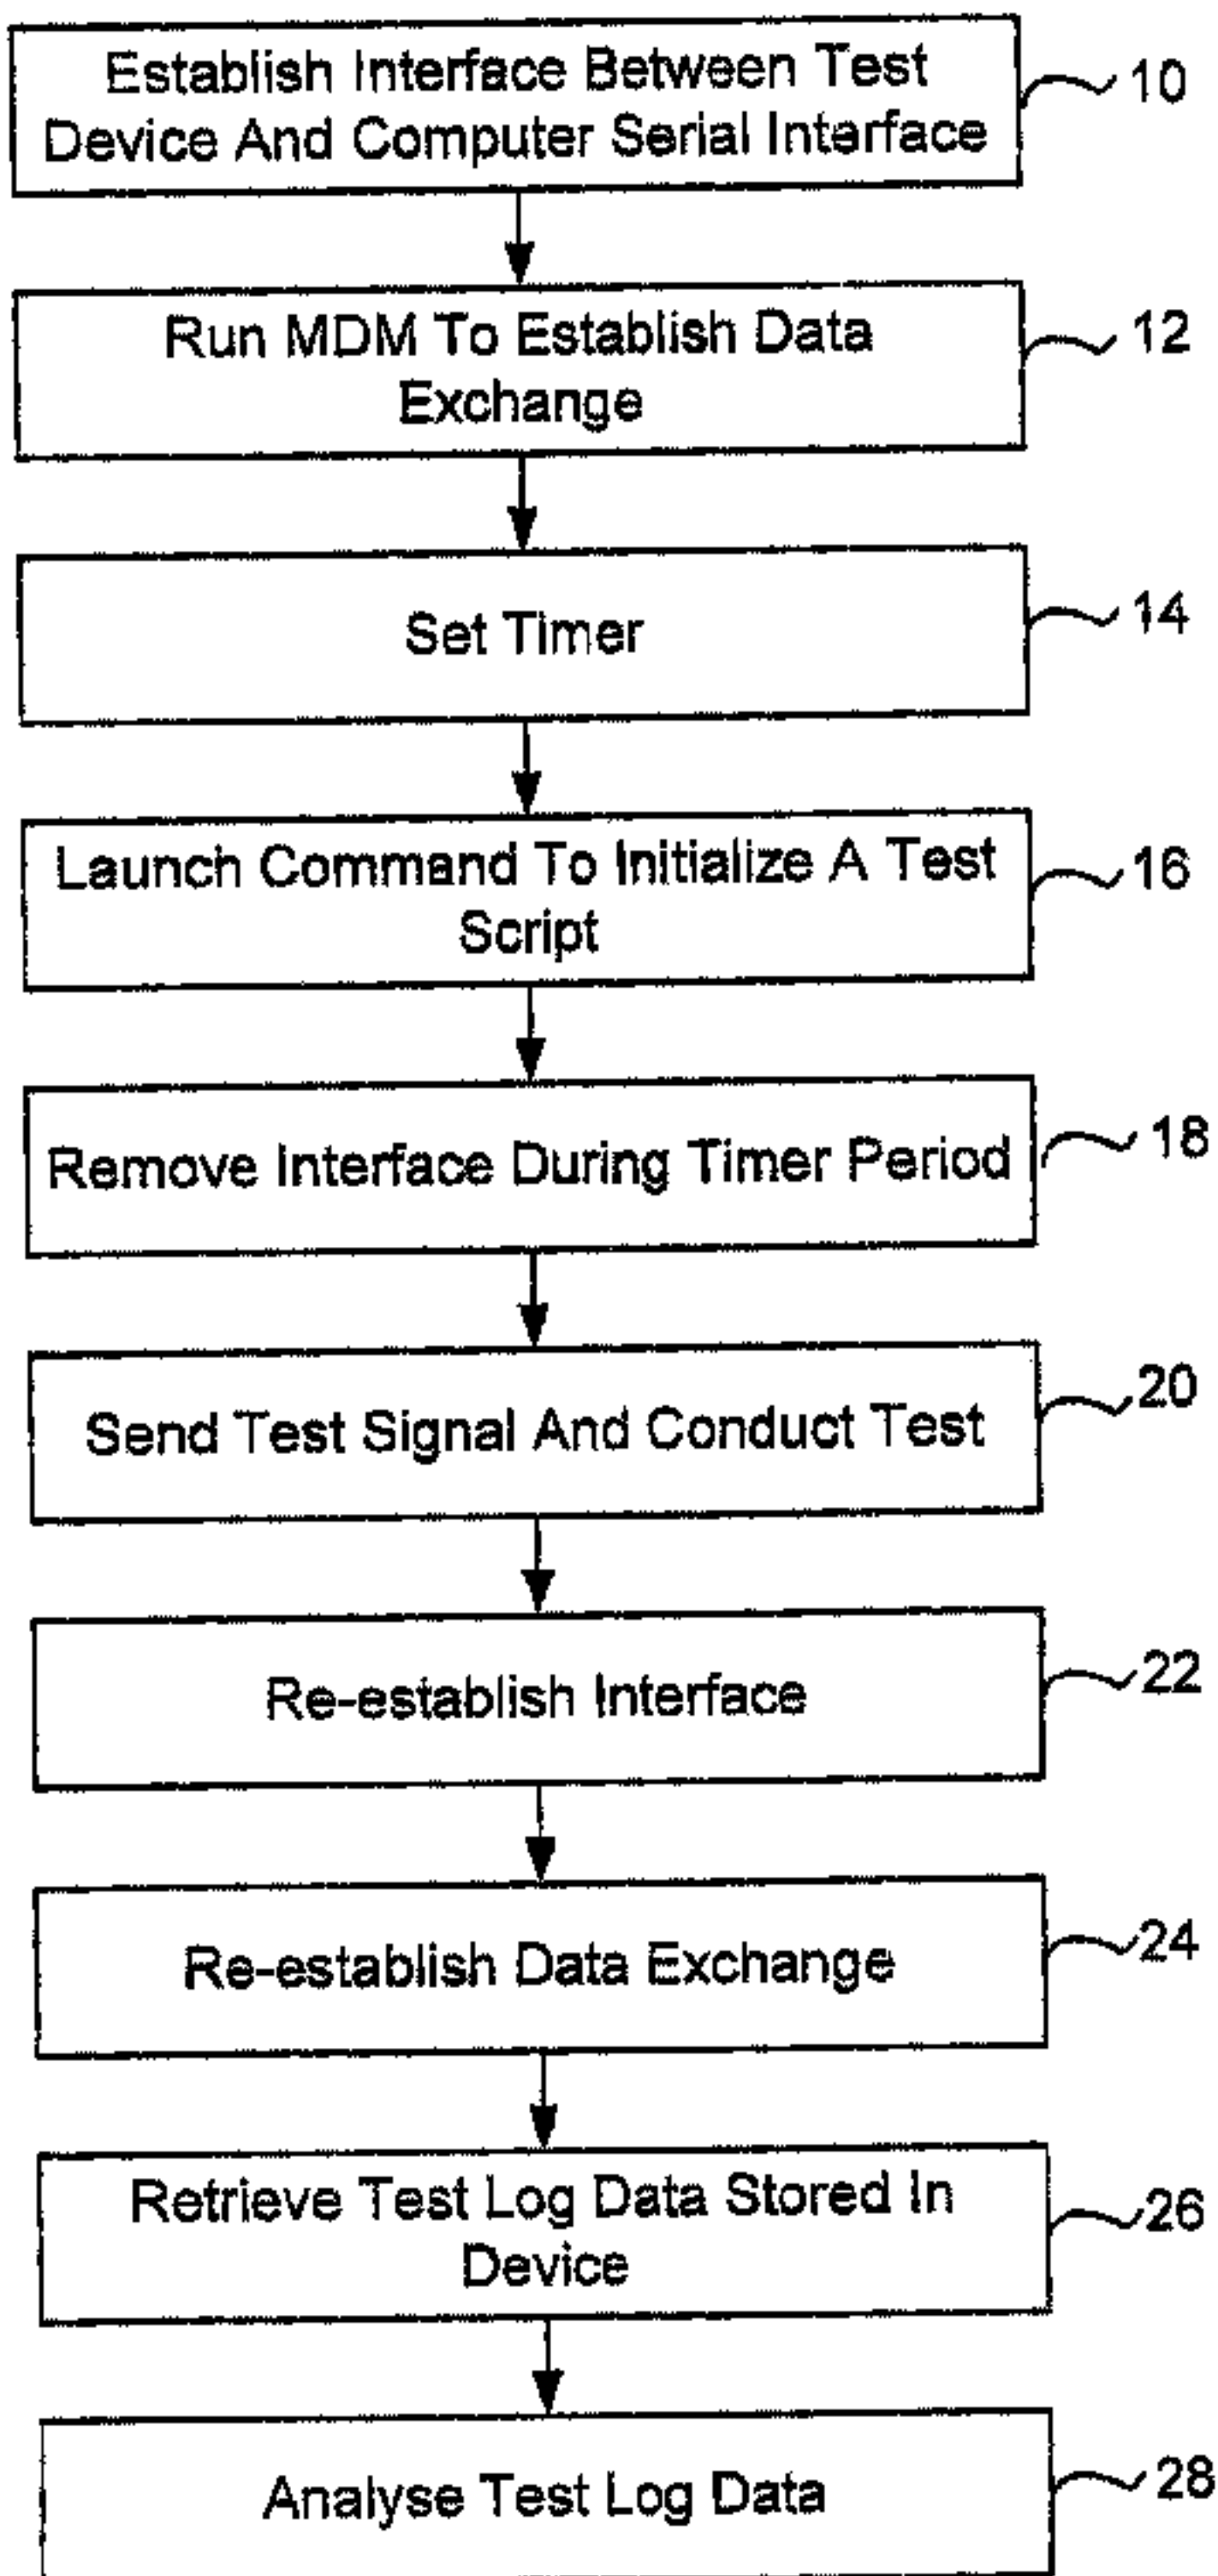 Establish Interface Between Test
Device And Computer Serial Interface
10
Run MDM To Establish Data
Exchange
12
Set Timer
14
Launch Command To Initialize A Test
Script
16
Remove Interface During Timer Period
18
Send Test Signal And Conduct Test
20
Re-establish Interface
22
Re-establish Data Exchange
24
Retrieve Test Log Data Stored In
Device
26
Analyse Test Log Data
28